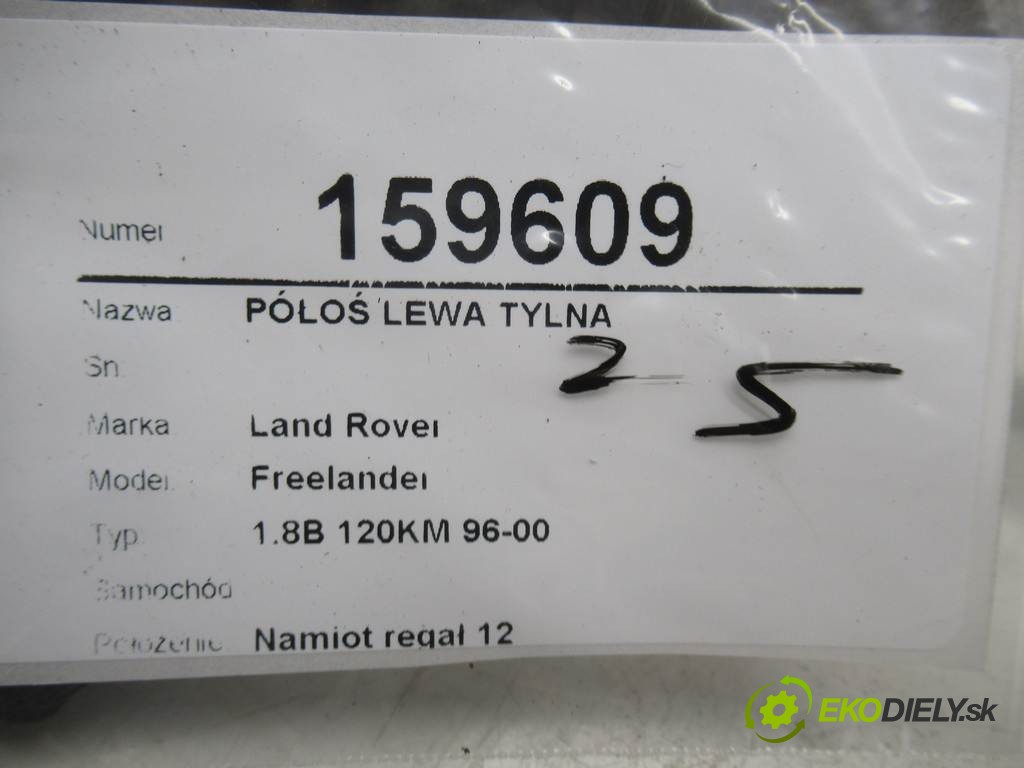 Numer 159609
Nazwa PÓŁOŚ LEWA TYLNA
Sn 2 5
Marka Land Rover
Model Freelander
Typ 1.8B 120KM 96-00
Samochód
Położenie Namiot regał 12
EKODIELY.sk